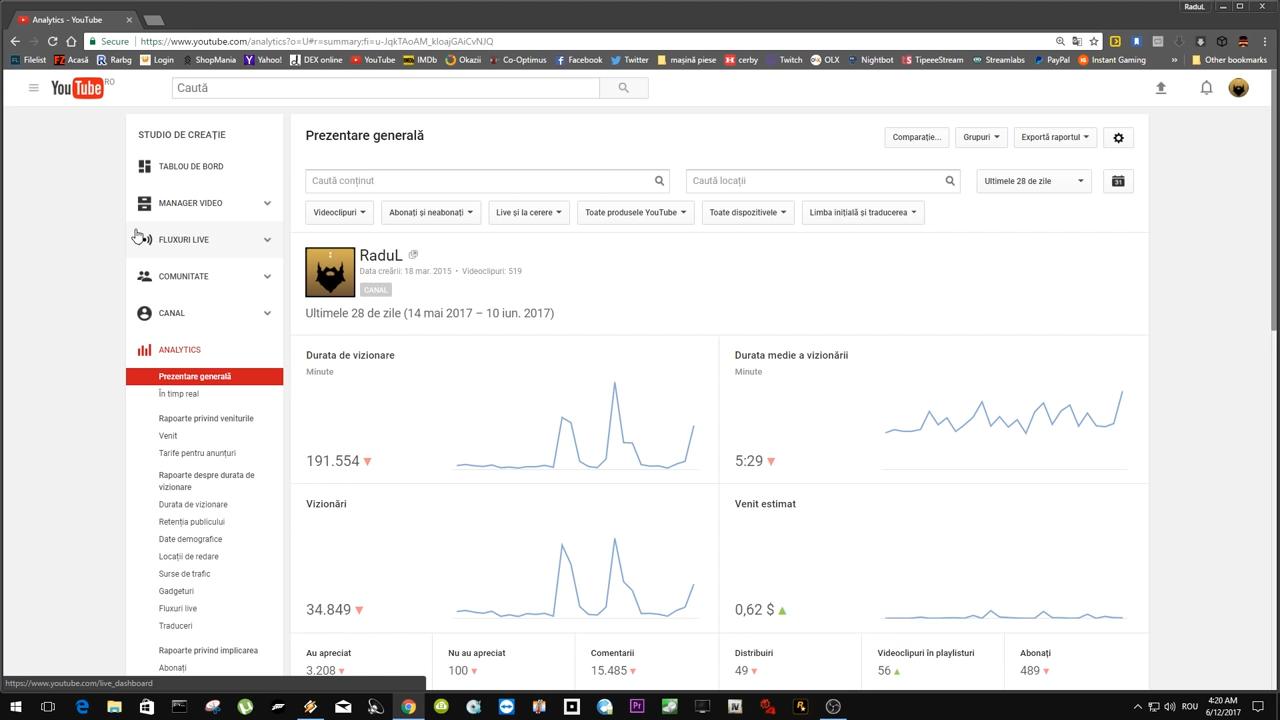 RaduL
Analytics - YouTube
Secure
https://www.youtube.com/analytics?o=U#r=summary;fi=u-JqkTAoAM_kloajGAiCvNJQ
Filelist
Acasă
Rarbg
Login
ShopMania
Yahoo!
DEX online
YouTube
IMDb
Okazii
Co-Optimus
Facebook
Twitter
mașină piese
cerby
Twitch
OLX
Nightbot
TipeeeStream
Streamlabs
PayPal
Instant Gaming
»
Other bookmarks
YouTube RO
Caută
STUDIO DE CREAȚIE
TABLOU DE BORD
MANAGER VIDEO
FLUXURI LIVE
COMUNITATE
CANAL
ANALYTICS
Prezentare generală
În timp real
Rapoarte privind veniturile
Venit
Tarife pentru anunțuri
Rapoarte despre durata de
vizionare
Durata de vizionare
Retenția publicului
Date demografice
Locații de redare
Surse de trafic
Gadgeturi
Fluxuri live
Traduceri
Rapoarte privind implicarea
Abonați
Prezentare generală
Comparație...
Grupuri
Exportă raportul
Caută conținut
Caută locații
Ultimele 28 de zile
31
Videoclipuri
Abonați și neabonați
Live și la cerere
Toate produsele YouTube
Toate dispozitivele
Limba inițială și traducerea
RaduL
Data creării: 18 mar. 2015 • Videoclipuri: 519
CANAL
Ultimele 28 de zile (14 mai 2017 – 10 iun. 2017)
Durata de vizionare
Minute
191.554
Durata medie a vizionării
Minute
5:29
Vizionări
34.849
Venit estimat
0,62 $
Au apreciat
3.208
Nu au apreciat
100
Comentarii
15.485
Distribuiri
49
Videoclipuri în playlisturi
56
Abonați
489
https://www.youtube.com/live_dashboard
ROU
4:20 AM
6/12/2017